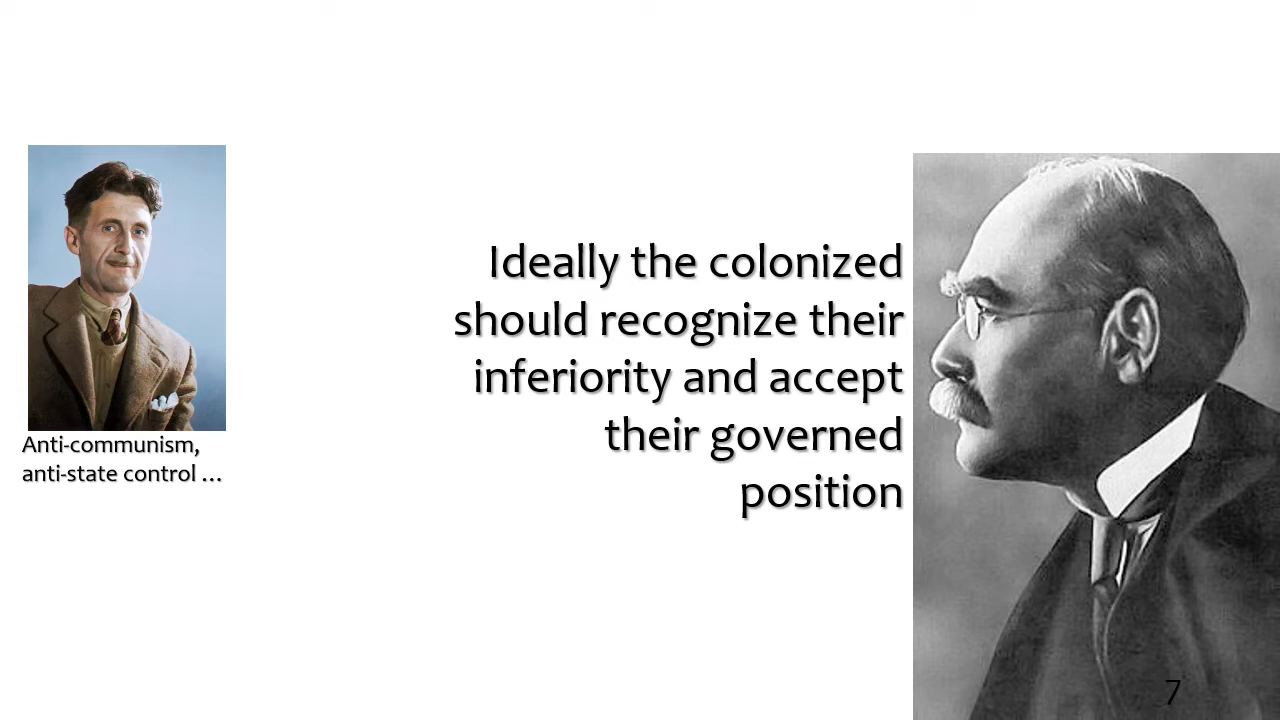 Ideally the colonized
should recognize their
inferiority and accept
their governed
position
Anti-communism,
anti-state control …
7